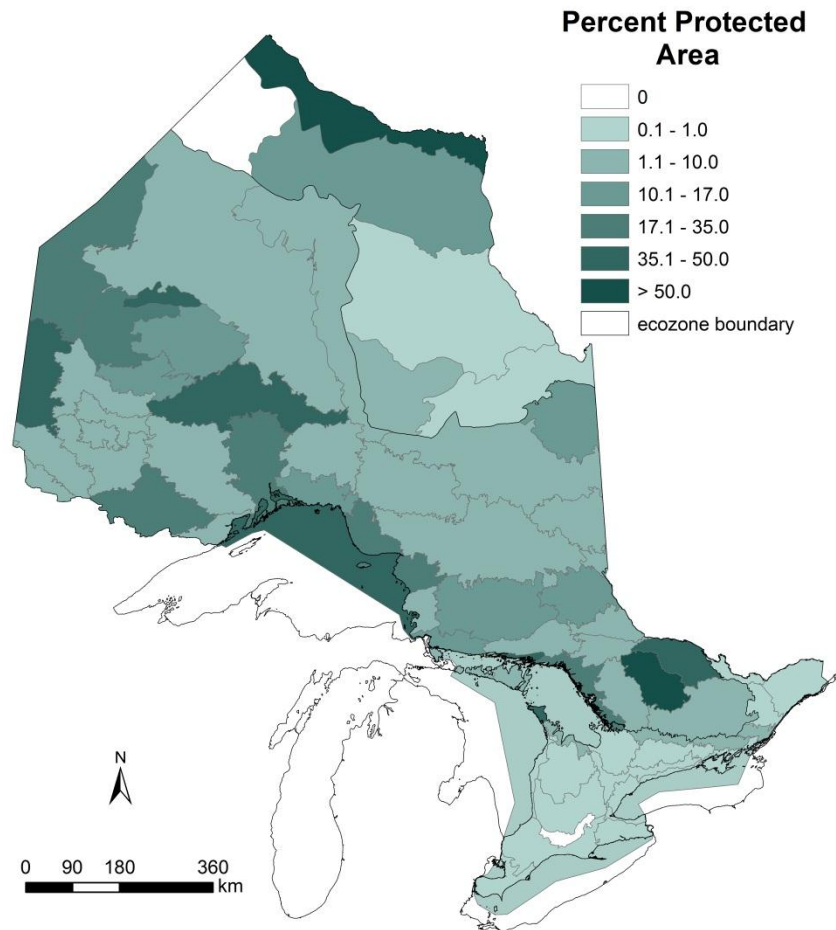 Percent Protected
Area
0
0.1 - 1.0
1.1 - 10.0
10.1 - 17.0
17.1 - 35.0
35.1 - 50.0
> 50.0
ecozone boundary
N
0 90 180 360
km